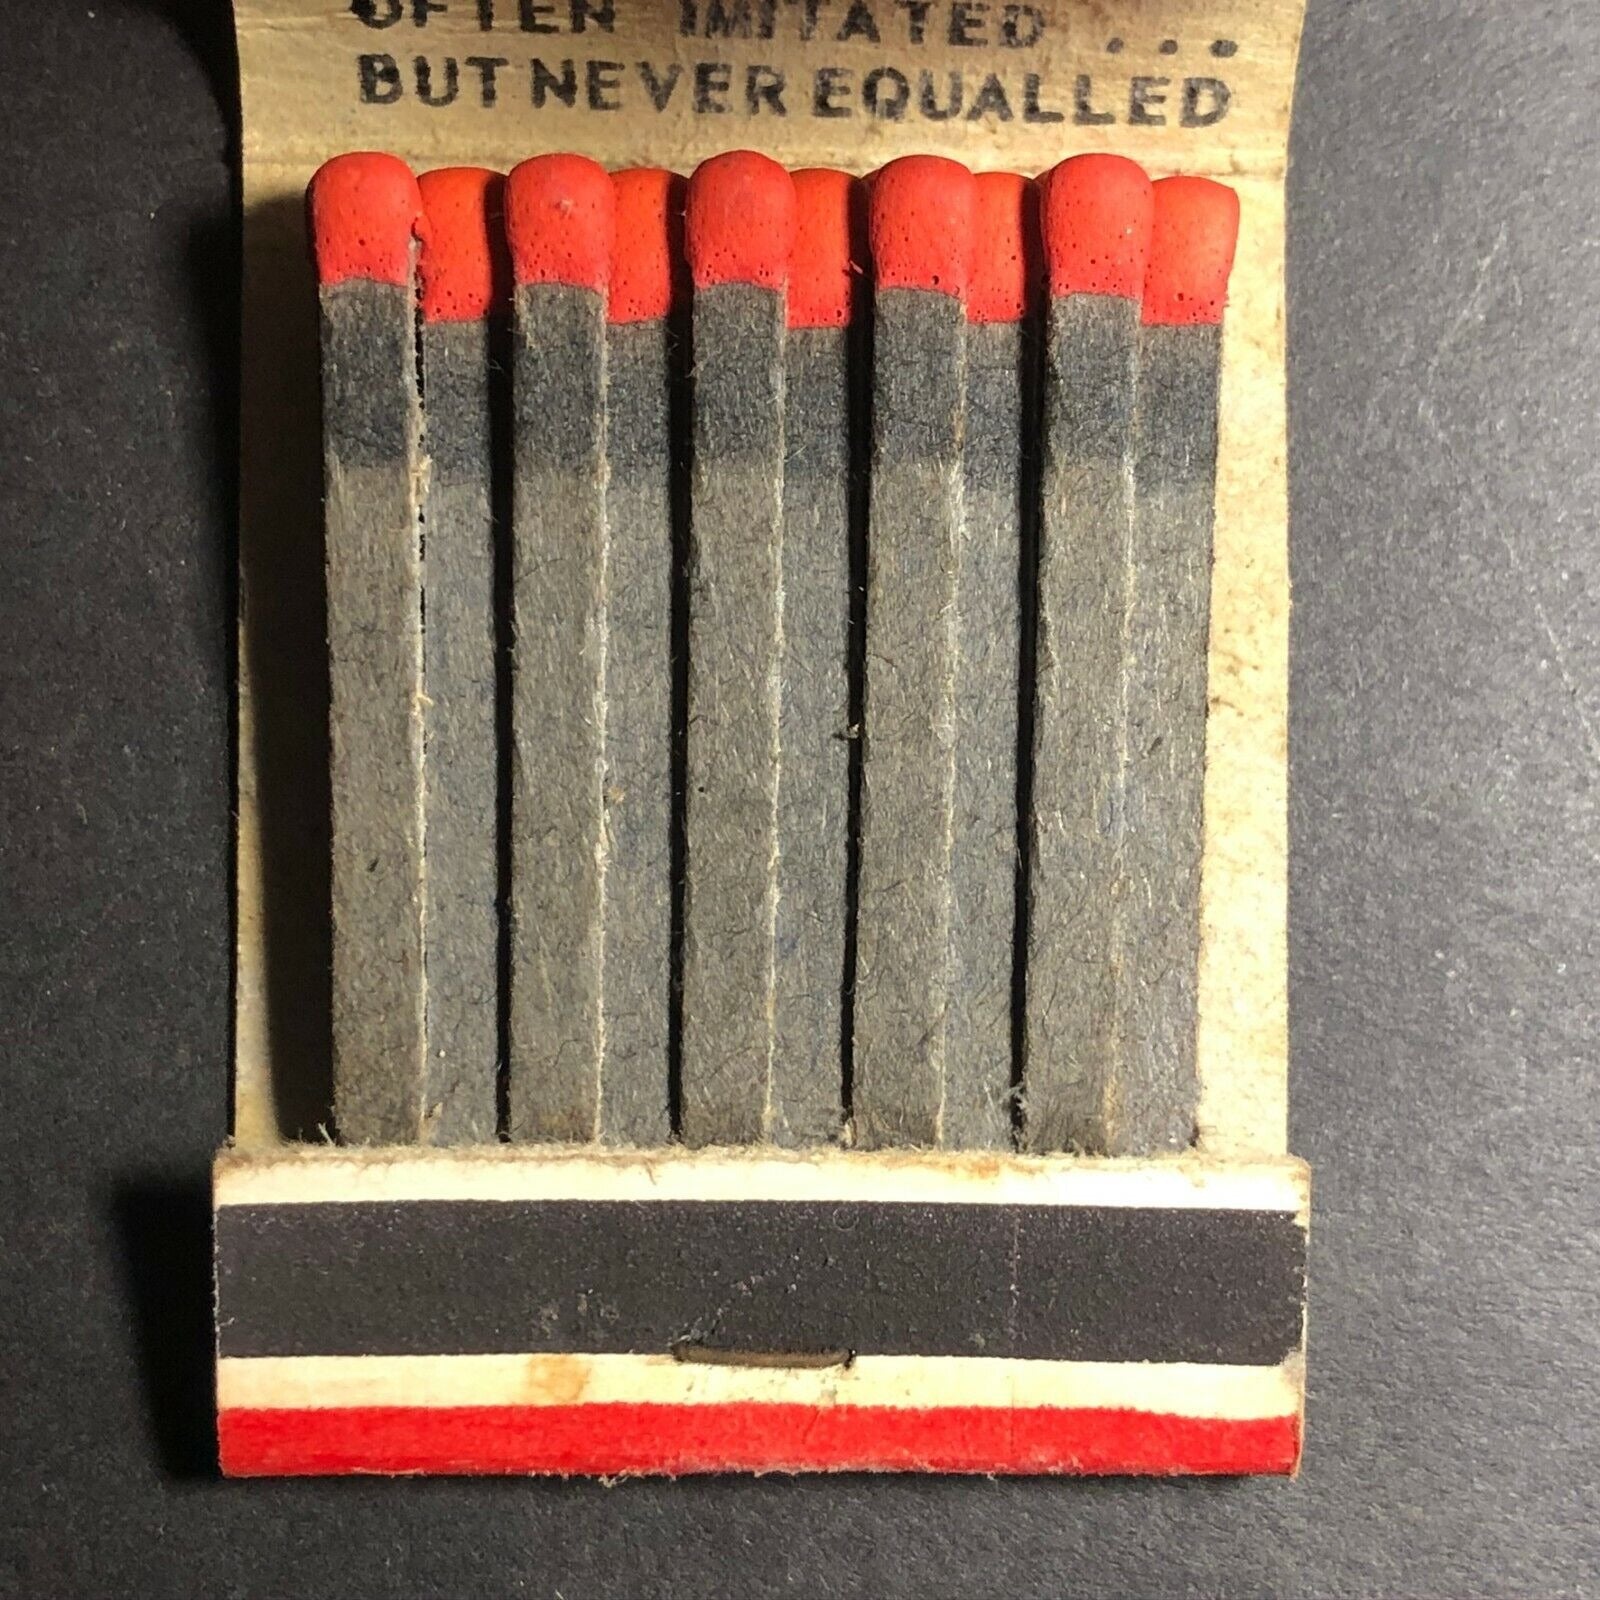 OFTEN IMITATED . . .
BUT NEVER EQUALLED